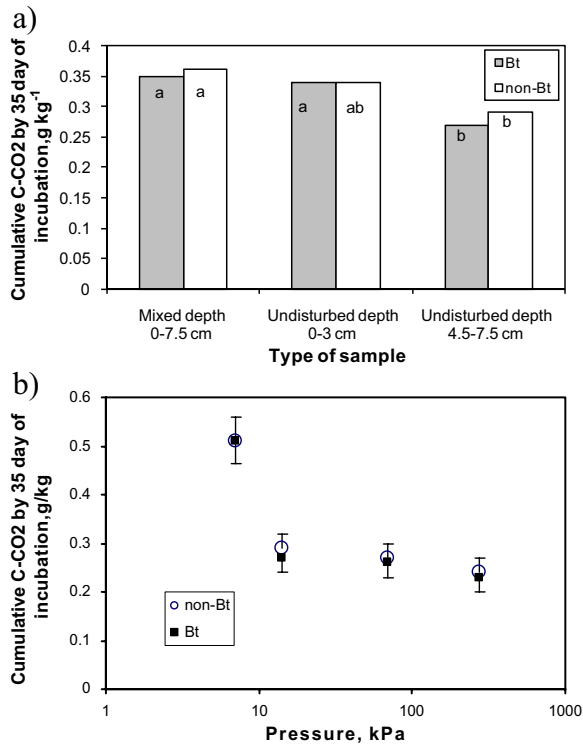 a)
Cumulative C-CO2 by 35 day of
incubation,g kg-1
0.4
0.35
0.3
0.25
0.2
0.15
0.1
0.05
0
Bt
non-Bt
a
a
a
ab
b
b
Mixed depth
0-7.5 cm
Undisturbed depth
0-3 cm
Undisturbed depth
4.5-7.5 cm
Type of sample
b)
Cumulative C-CO2 by 35 day of
incubation,g/kg
0.6
0.5
0.4
0.3
0.2
0.1
0
non-Bt
Bt
1
10
100
1000
Pressure, kPa